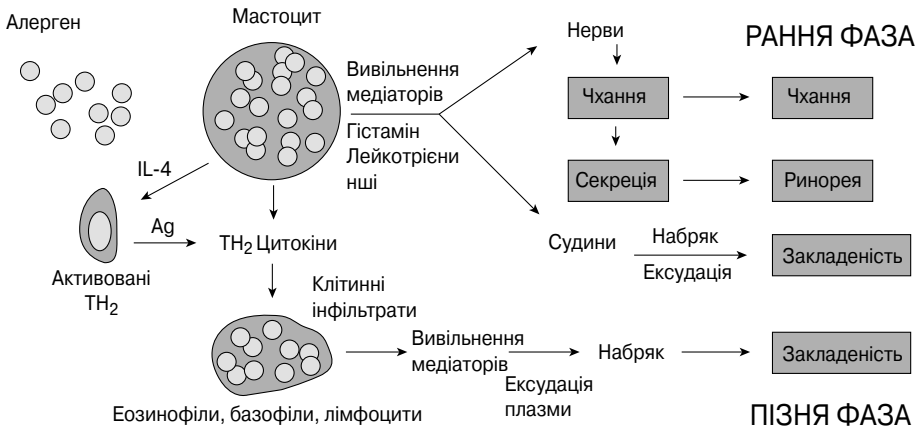 Алерген
Мастоцит
Нерви
РАННЯ ФАЗА
Вивільнення
медіаторів
Гістамін
Лейкотрієни
нші
Чхання
Чхання
Секреція
Ринорея
IL-4
Ag
Активовані
TH2
TH2 Цитокіни
Судини
Набряк
Ексудація
Закладеність
Клітинні
інфільтрати
Вивільнення
медіаторів
Ексудація
плазми
Набряк
Закладеність
Еозинофіли, базофіли, лімфоцити
ПІЗНЯ ФАЗА